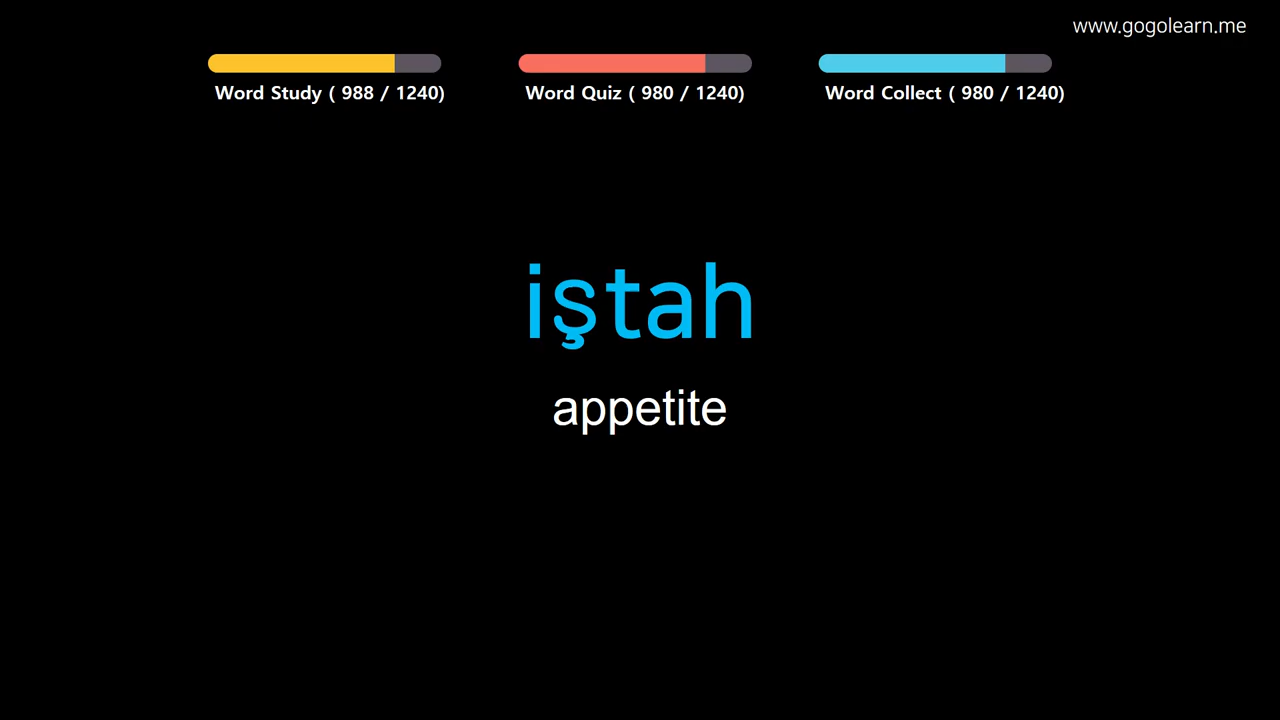 www.gogolearn.me
Word Study ( 988 / 1240)
Word Quiz ( 980 / 1240)
Word Collect ( 980 / 1240)
iştah
appetite